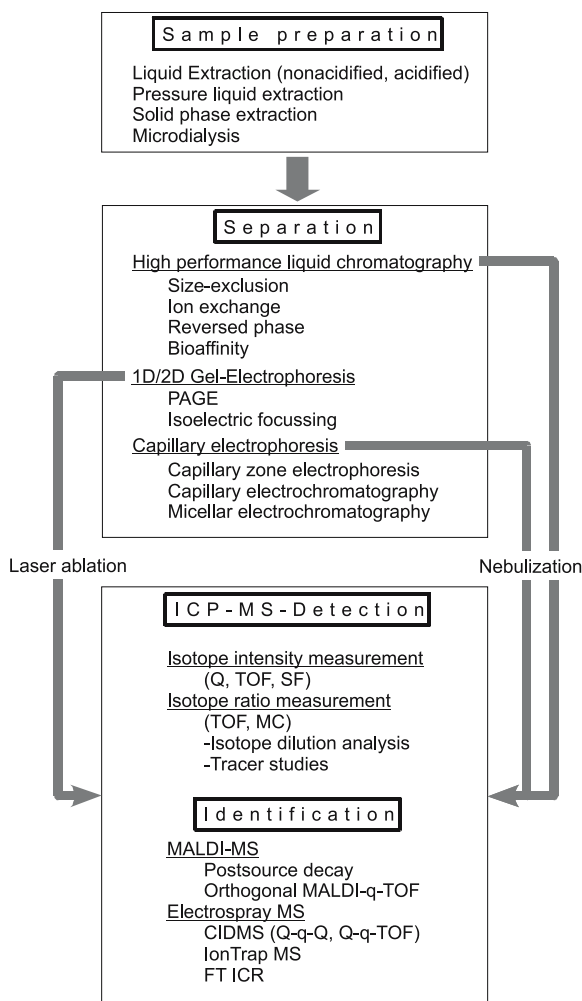 Sample preparation
Liquid Extraction (nonacidified, acidified)
Pressure liquid extraction
Solid phase extraction
Microdialysis
Separation
High performance liquid chromatography
Size-exclusion
Ion exchange
Reversed phase
Bioaffinity
1D/2D Gel-Electrophoresis
PAGE
Isoelectric focussing
Capillary electrophoresis
Capillary zone electrophoresis
Capillary electrochromatography
Micellar electrochromatography
Laser ablation
Nebulization
ICP-MS-Detection
Isotope intensity measurement
(Q, TOF, SF)
Isotope ratio measurement
(TOF, MC)
-Isotope dilution analysis
-Tracer studies
Identification
MALDI-MS
Postsource decay
Orthogonal MALDI-q-TOF
Electrospray MS
CIDMS (Q-q-Q, Q-q-TOF)
IonTrap MS
FT ICR